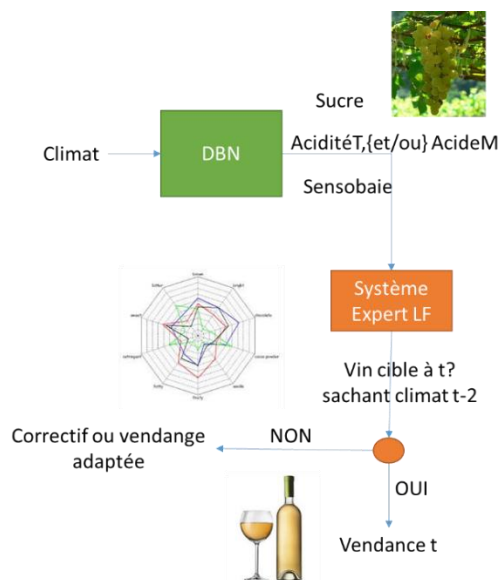 Sucre
Climat
DBN
AciditéT,{et/ou} AcideM
Sensobaie
Système
Expert LF
Vin cible à t?
sachant climat t-2
NON
Correctif ou vendange
adaptée
OUI
Vendance t